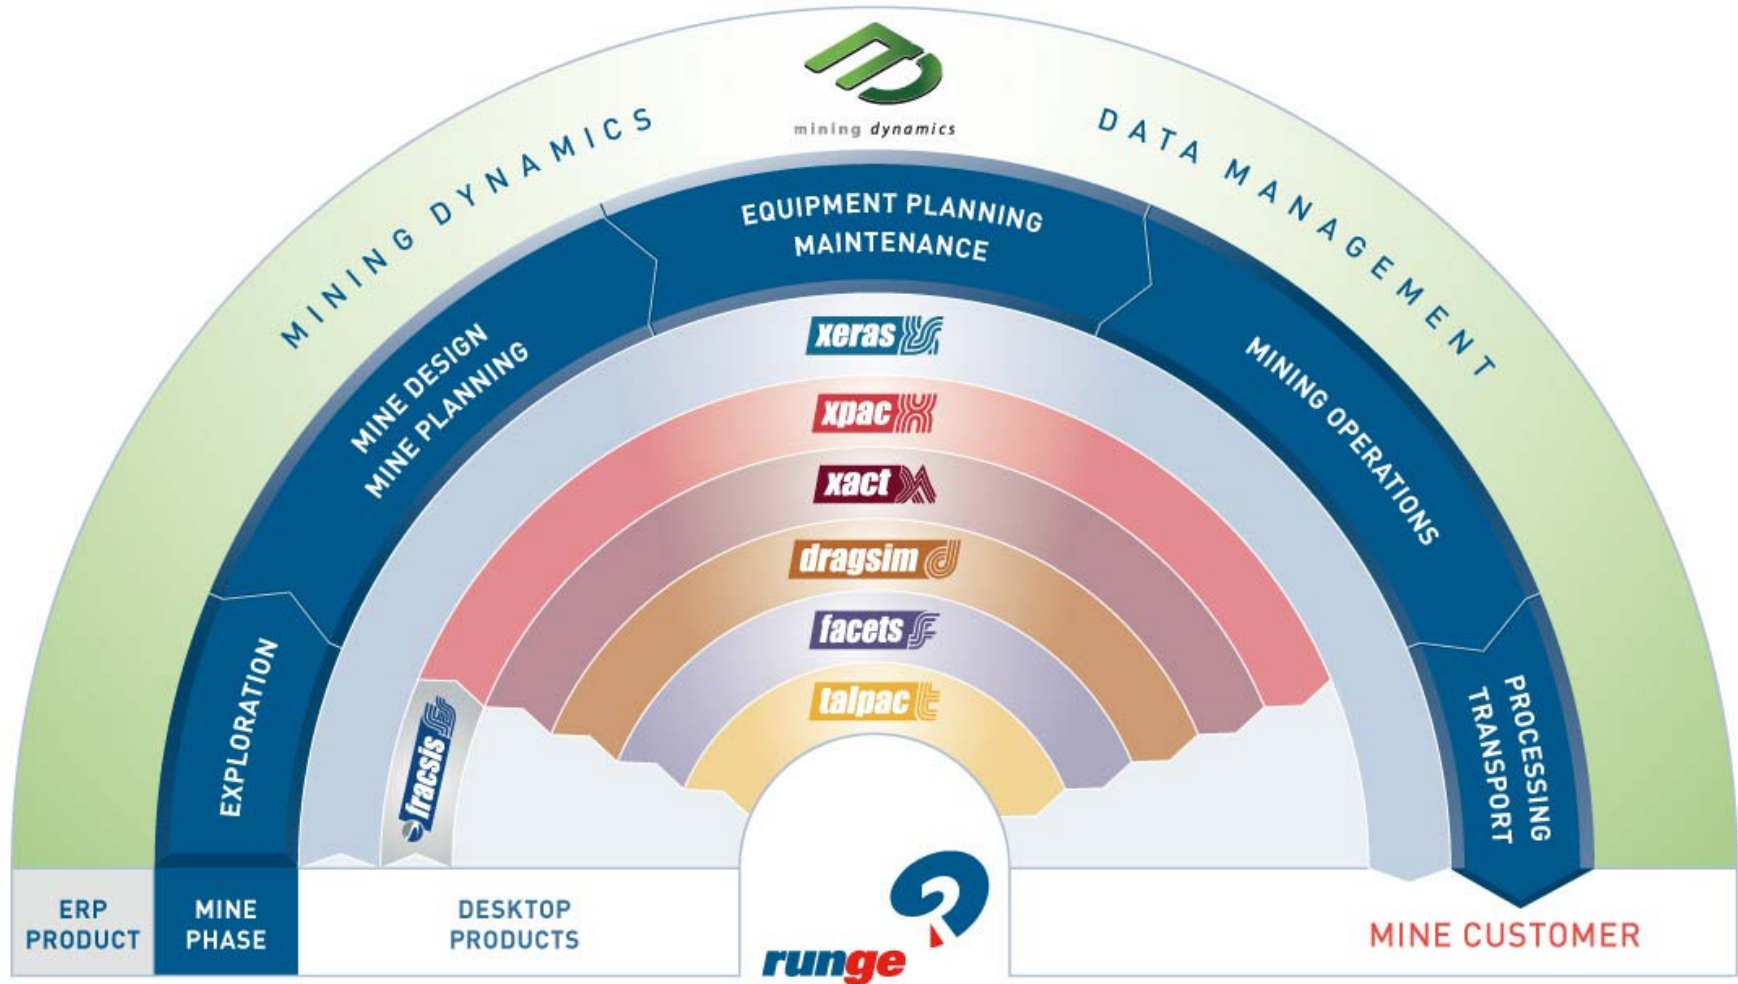 mining dynamics
MINING DYNAMICS
DATA MANAGEMENT
EQUIPMENT PLANNING
MAINTENANCE
MINE DESIGN
MINE PLANNING
MINING OPERATIONS
EXPLORATION
PROCESSING
TRANSPORT
xeras
xpac
xact
dragsim
facets
talpac
fracsis
ERP
PRODUCT
MINE
PHASE
DESKTOP
PRODUCTS
runge
MINE CUSTOMER